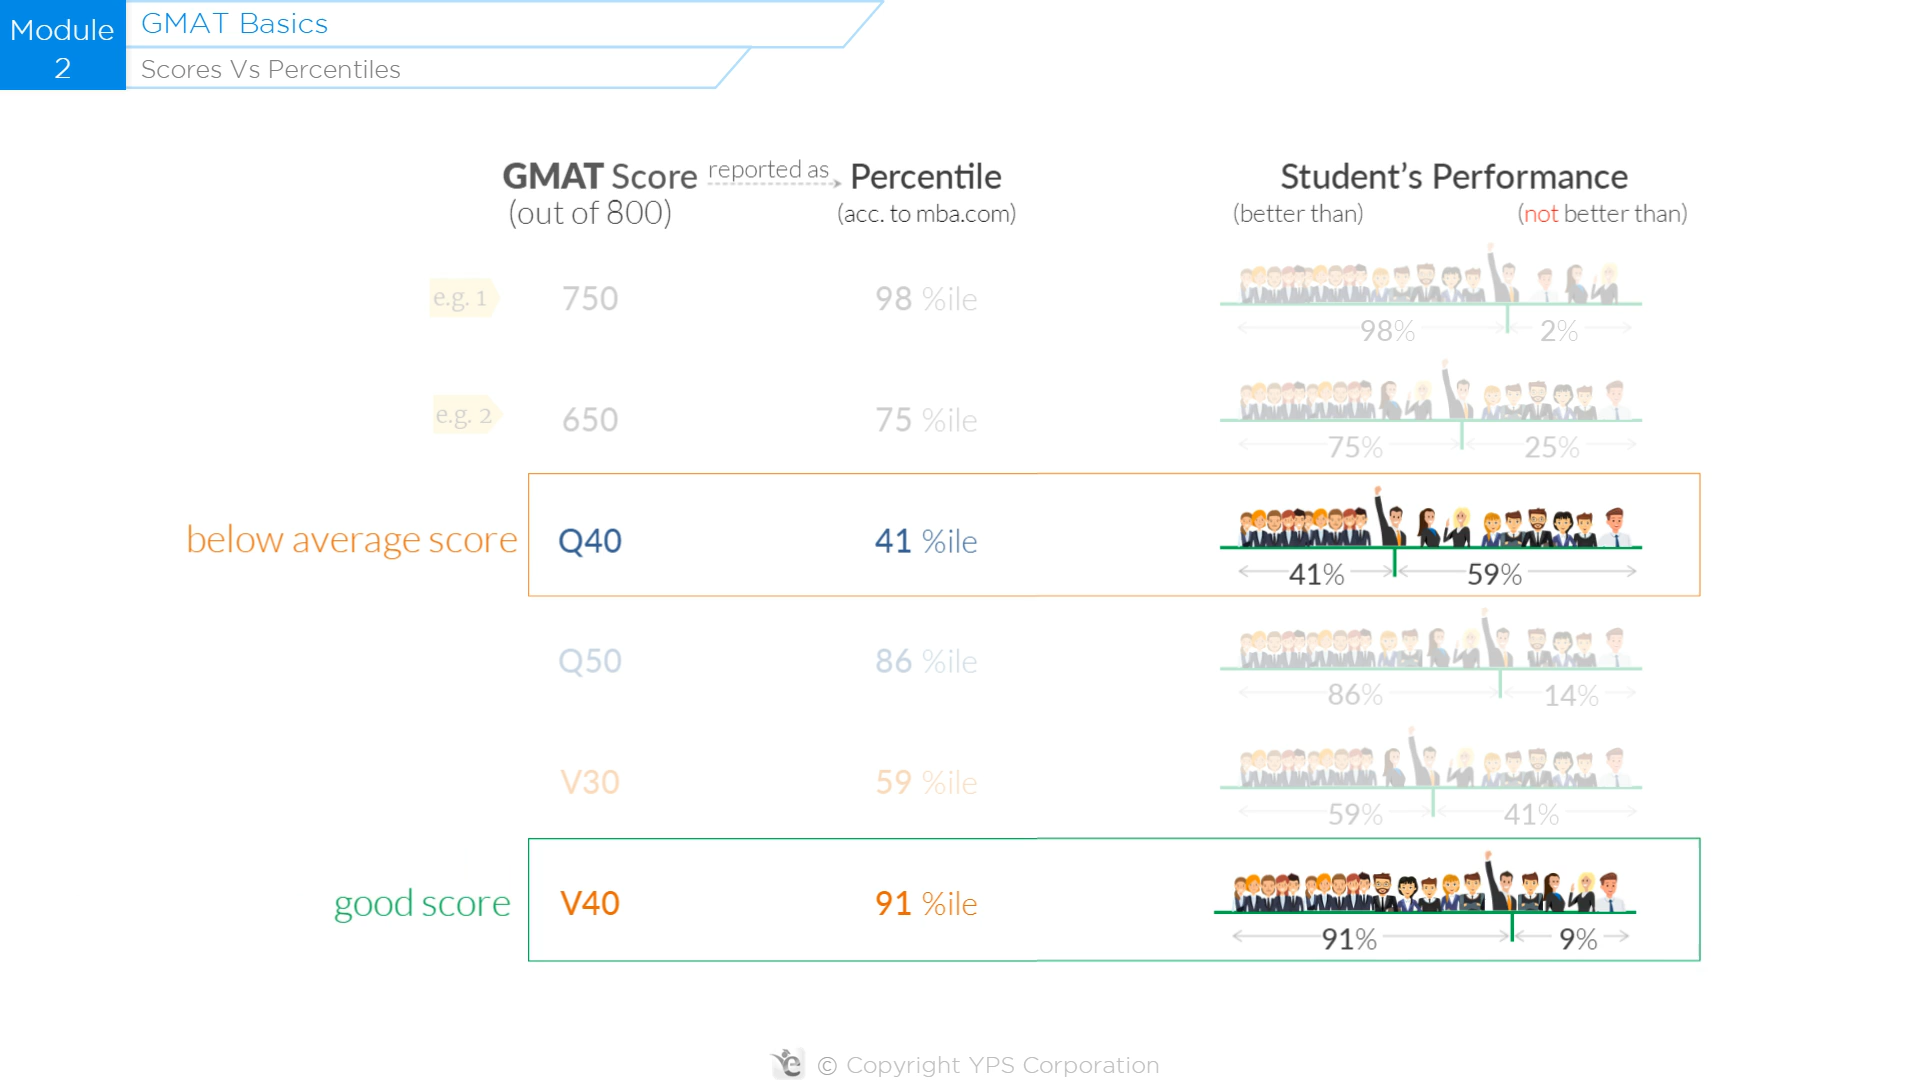 Module
2
GMAT Basics
Scores Vs Percentiles
GMAT Score reported as Percentile Student's Performance
(out of 800) (acc. to mba.com) (better than) (not better than)
e.g. 1 750 98 %ile
98% 2%
e.g. 2 650 75 %ile
75% 25%
below average score Q40 41 %ile
41% 59%
Q50 86 %ile
86% 14%
V30 59 %ile
59% 41%
good score V40 91 %ile
91% 9%
© Copyright YPS Corporation